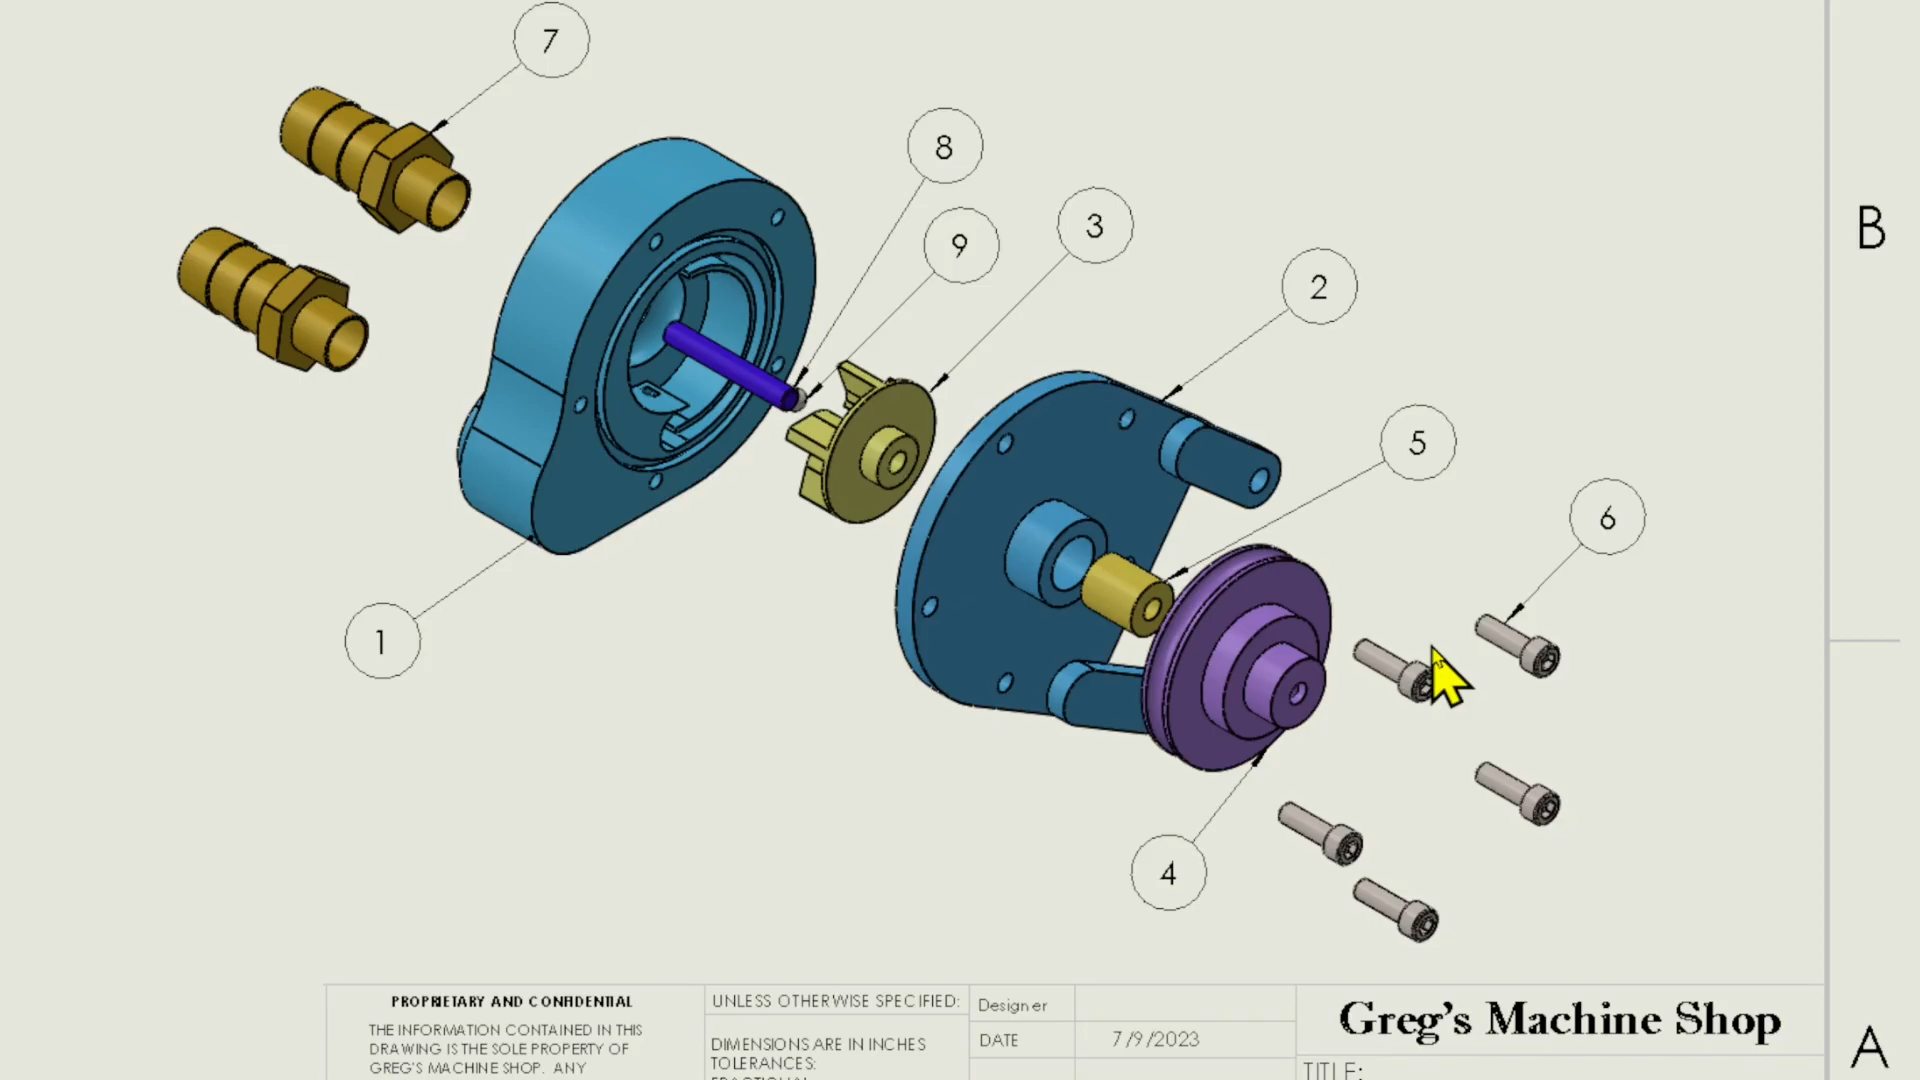 7
8
B
3
9
2
5
6
1
4
PROPRIETARY AND CONFIDENTIAL
THE INFORMATION CONTAINED IN THIS
DRAWING IS THE SOLE PROPERTY OF
GREG'S MACHINE SHOP. ANY
UNLESS OTHERWISE SPECIFIED:
DIMENSIONS ARE IN INCHES
TOLERANCES:
Designer
DATE 7/9/2023
Greg's Machine Shop
TITLE:
A